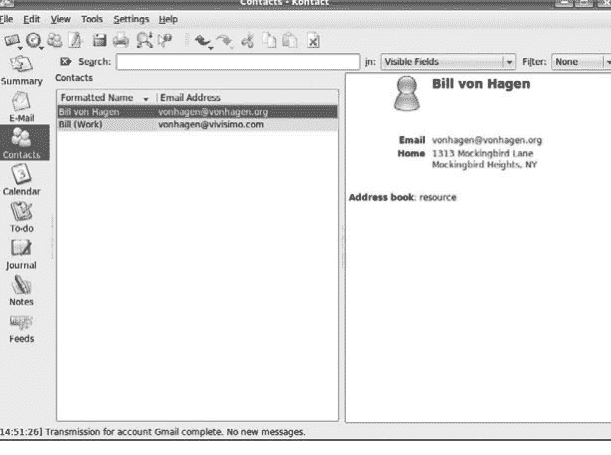 Contacts - Kontact
File Edit View Tools Settings Help
Search: in: Visible Fields Filter: None
Summary
E-Mail
Contacts
Calendar
3
To-do
Journal
Notes
Feeds
Contacts
Formatted Name Email Address
Bill von Hagen vonhagen@vonhagen.org
Bill (Work) vonhagen@vivisimo.com
Bill von Hagen
Email vonhagen@vonhagen.org
Home 1313 Mockingbird Lane
Mockingbird Heights, NY
Address book: resource
14:51:26] Transmission for account Gmail complete. No new messages.